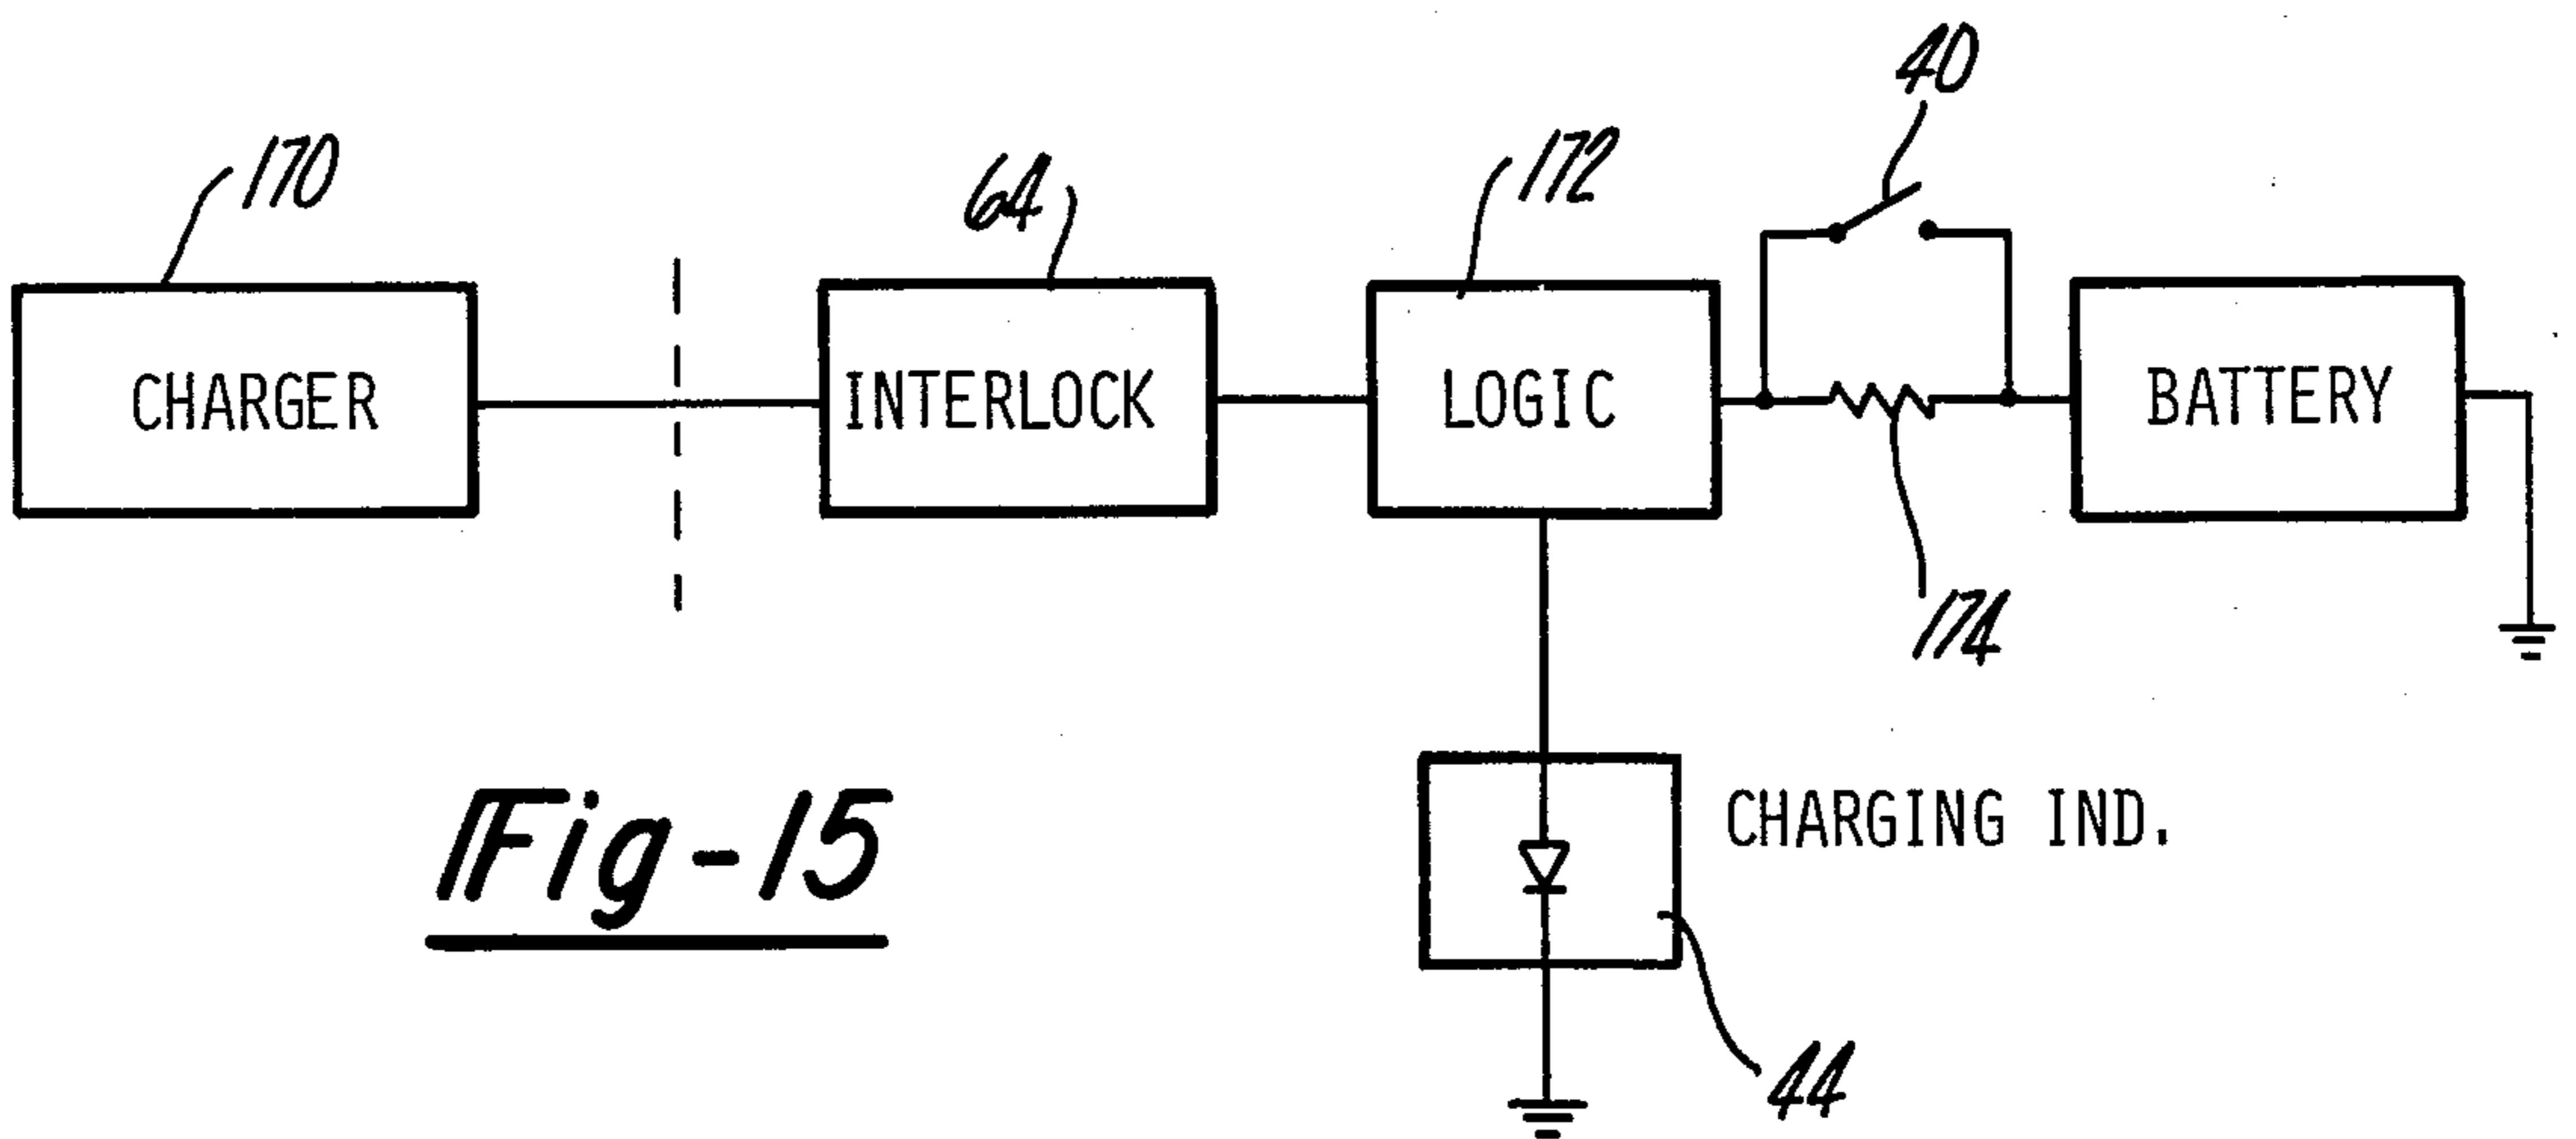 40
170
64
172
CHARGER
INTERLOCK
LOGIC
BATTERY
174
CHARGING IND.
Fig-15
44